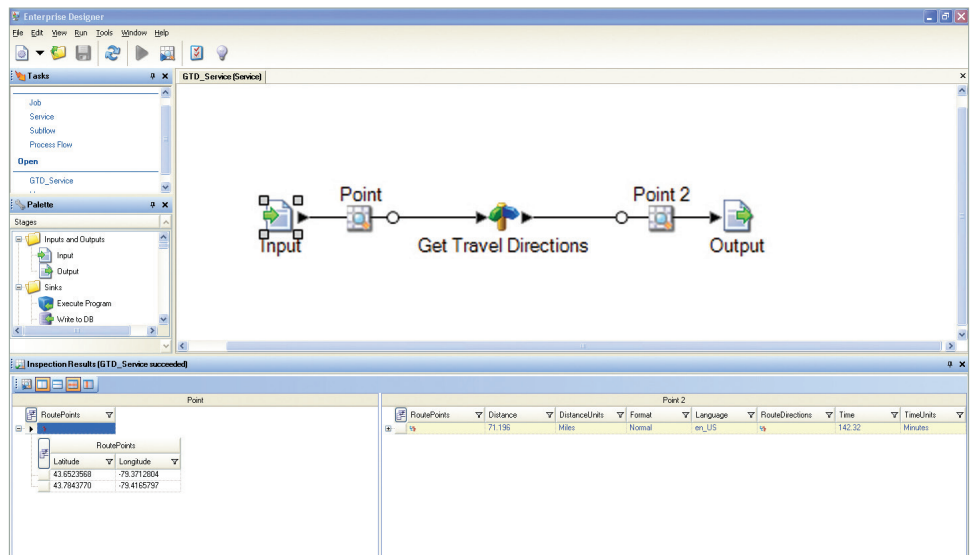 Enterprise Designer
File Edit View Run Tools Window Help
Tasks
GTD_Service (Service)
Job
Service
Subflow
Process Flow
Open
GTD_Service
Palette
Stages
Inputs and Outputs
Input
Output
Sinks
Execute Program
Write to DB
Input
Point
Get Travel Directions
Point 2
Output
Inspection Results (GTD_Service succeeded)
Point
RoutePoints
RoutePoints
Latitude Longitude
43.6523568 -79.3712804
43.7843770 -79.4165797
Point 2
RoutePoints Distance DistanceUnits Format Language RouteDirections Time TimeUnits
71.196 Miles Normal en_US 142.32 Minutes